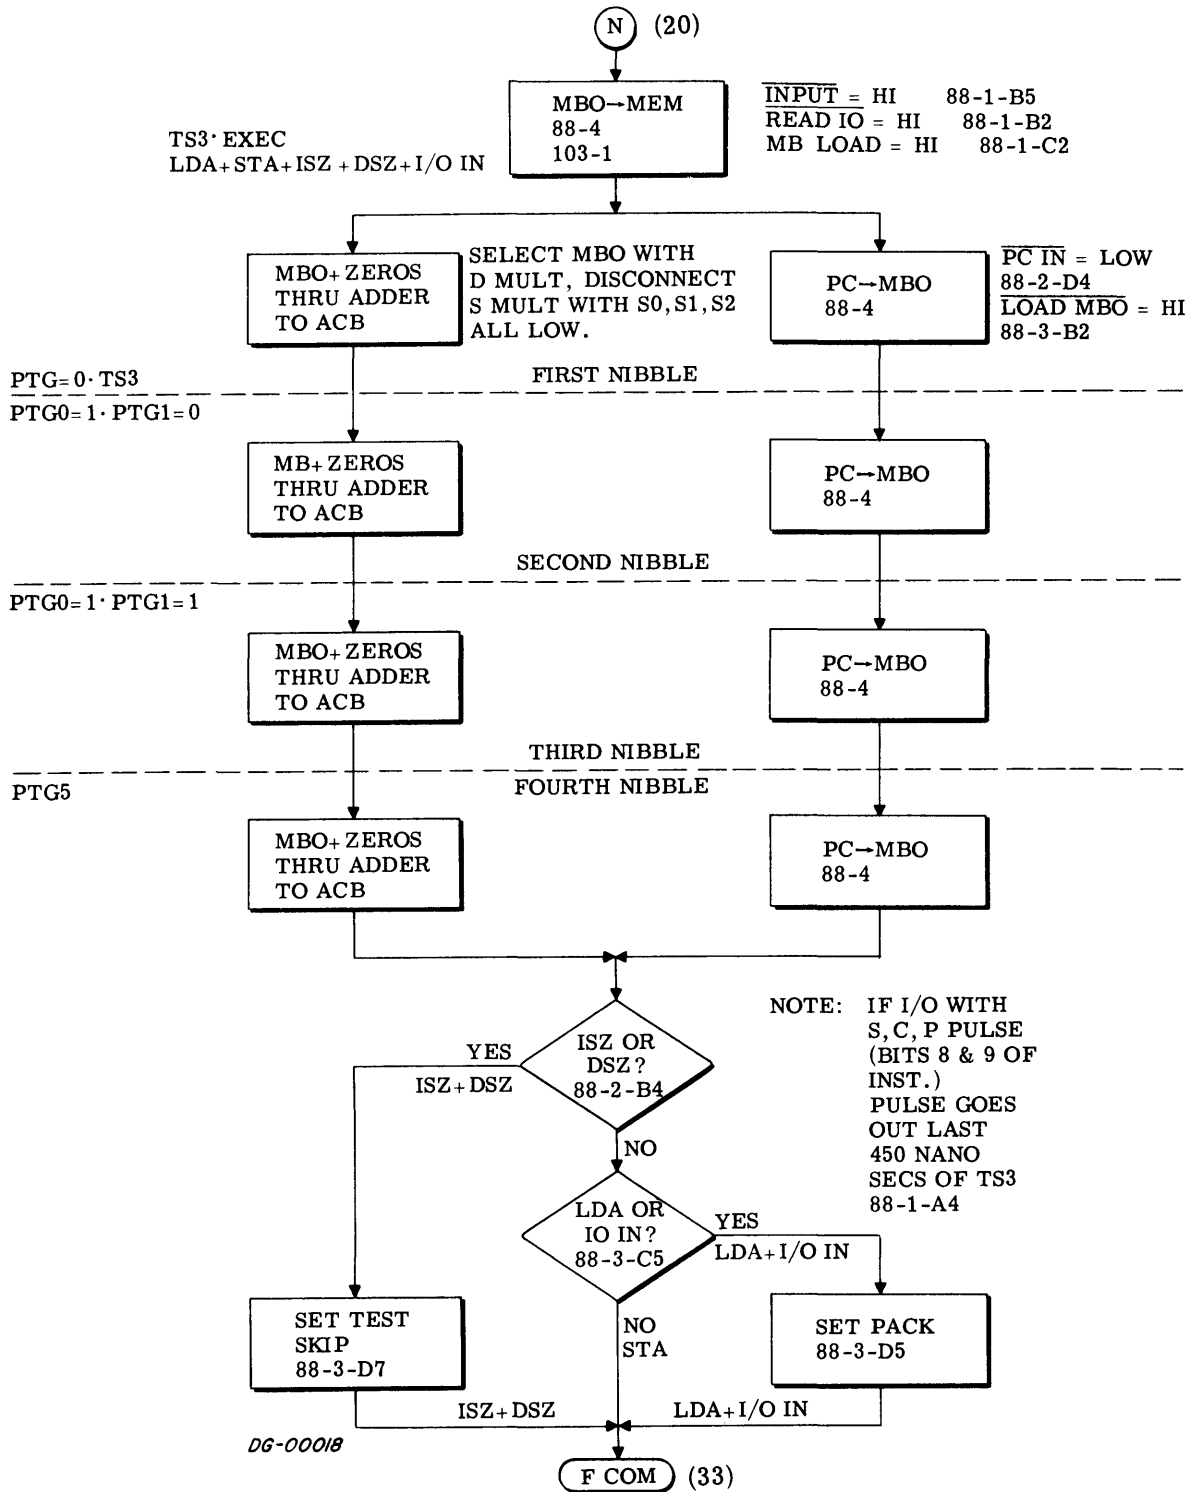 N (20)
MBO→MEM
88-4
103-1
INPUT = HI 88-1-B5
READ IO = HI 88-1-B2
MB LOAD = HI 88-1-C2
TS3· EXEC
LDA+STA+ISZ +DSZ+I/O IN
MBO+ZEROS
THRU ADDER
TO ACB
SELECT MBO WITH
D MULT, DISCONNECT
S MULT WITH S0, S1, S2
ALL LOW.
PC→MBO
88-4
PC IN = LOW
88-2-D4
LOAD MBO = HI
88-3-B2
PTG=0· TS3
FIRST NIBBLE
PTG0=1· PTG1=0
MB+ZEROS
THRU ADDER
TO ACB
PC→MBO
88-4
SECOND NIBBLE
PTG0=1· PTG1=1
MBO+ZEROS
THRU ADDER
TO ACB
PC→MBO
88-4
THIRD NIBBLE
PTG5
FOURTH NIBBLE
MBO+ZEROS
THRU ADDER
TO ACB
PC→MBO
88-4
ISZ OR
DSZ?
88-2-B4
YES
ISZ+DSZ
NO
NOTE: IF I/O WITH
S, C, P PULSE
(BITS 8 & 9 OF
INST.)
PULSE GOES
OUT LAST
450 NANO
SECS OF TS3
88-1-A4
LDA OR
IO IN?
88-3-C5
YES
LDA+I/O IN
NO
STA
SET TEST
SKIP
88-3-D7
SET PACK
88-3-D5
ISZ+DSZ
LDA+I/O IN
DG-00018
F COM (33)